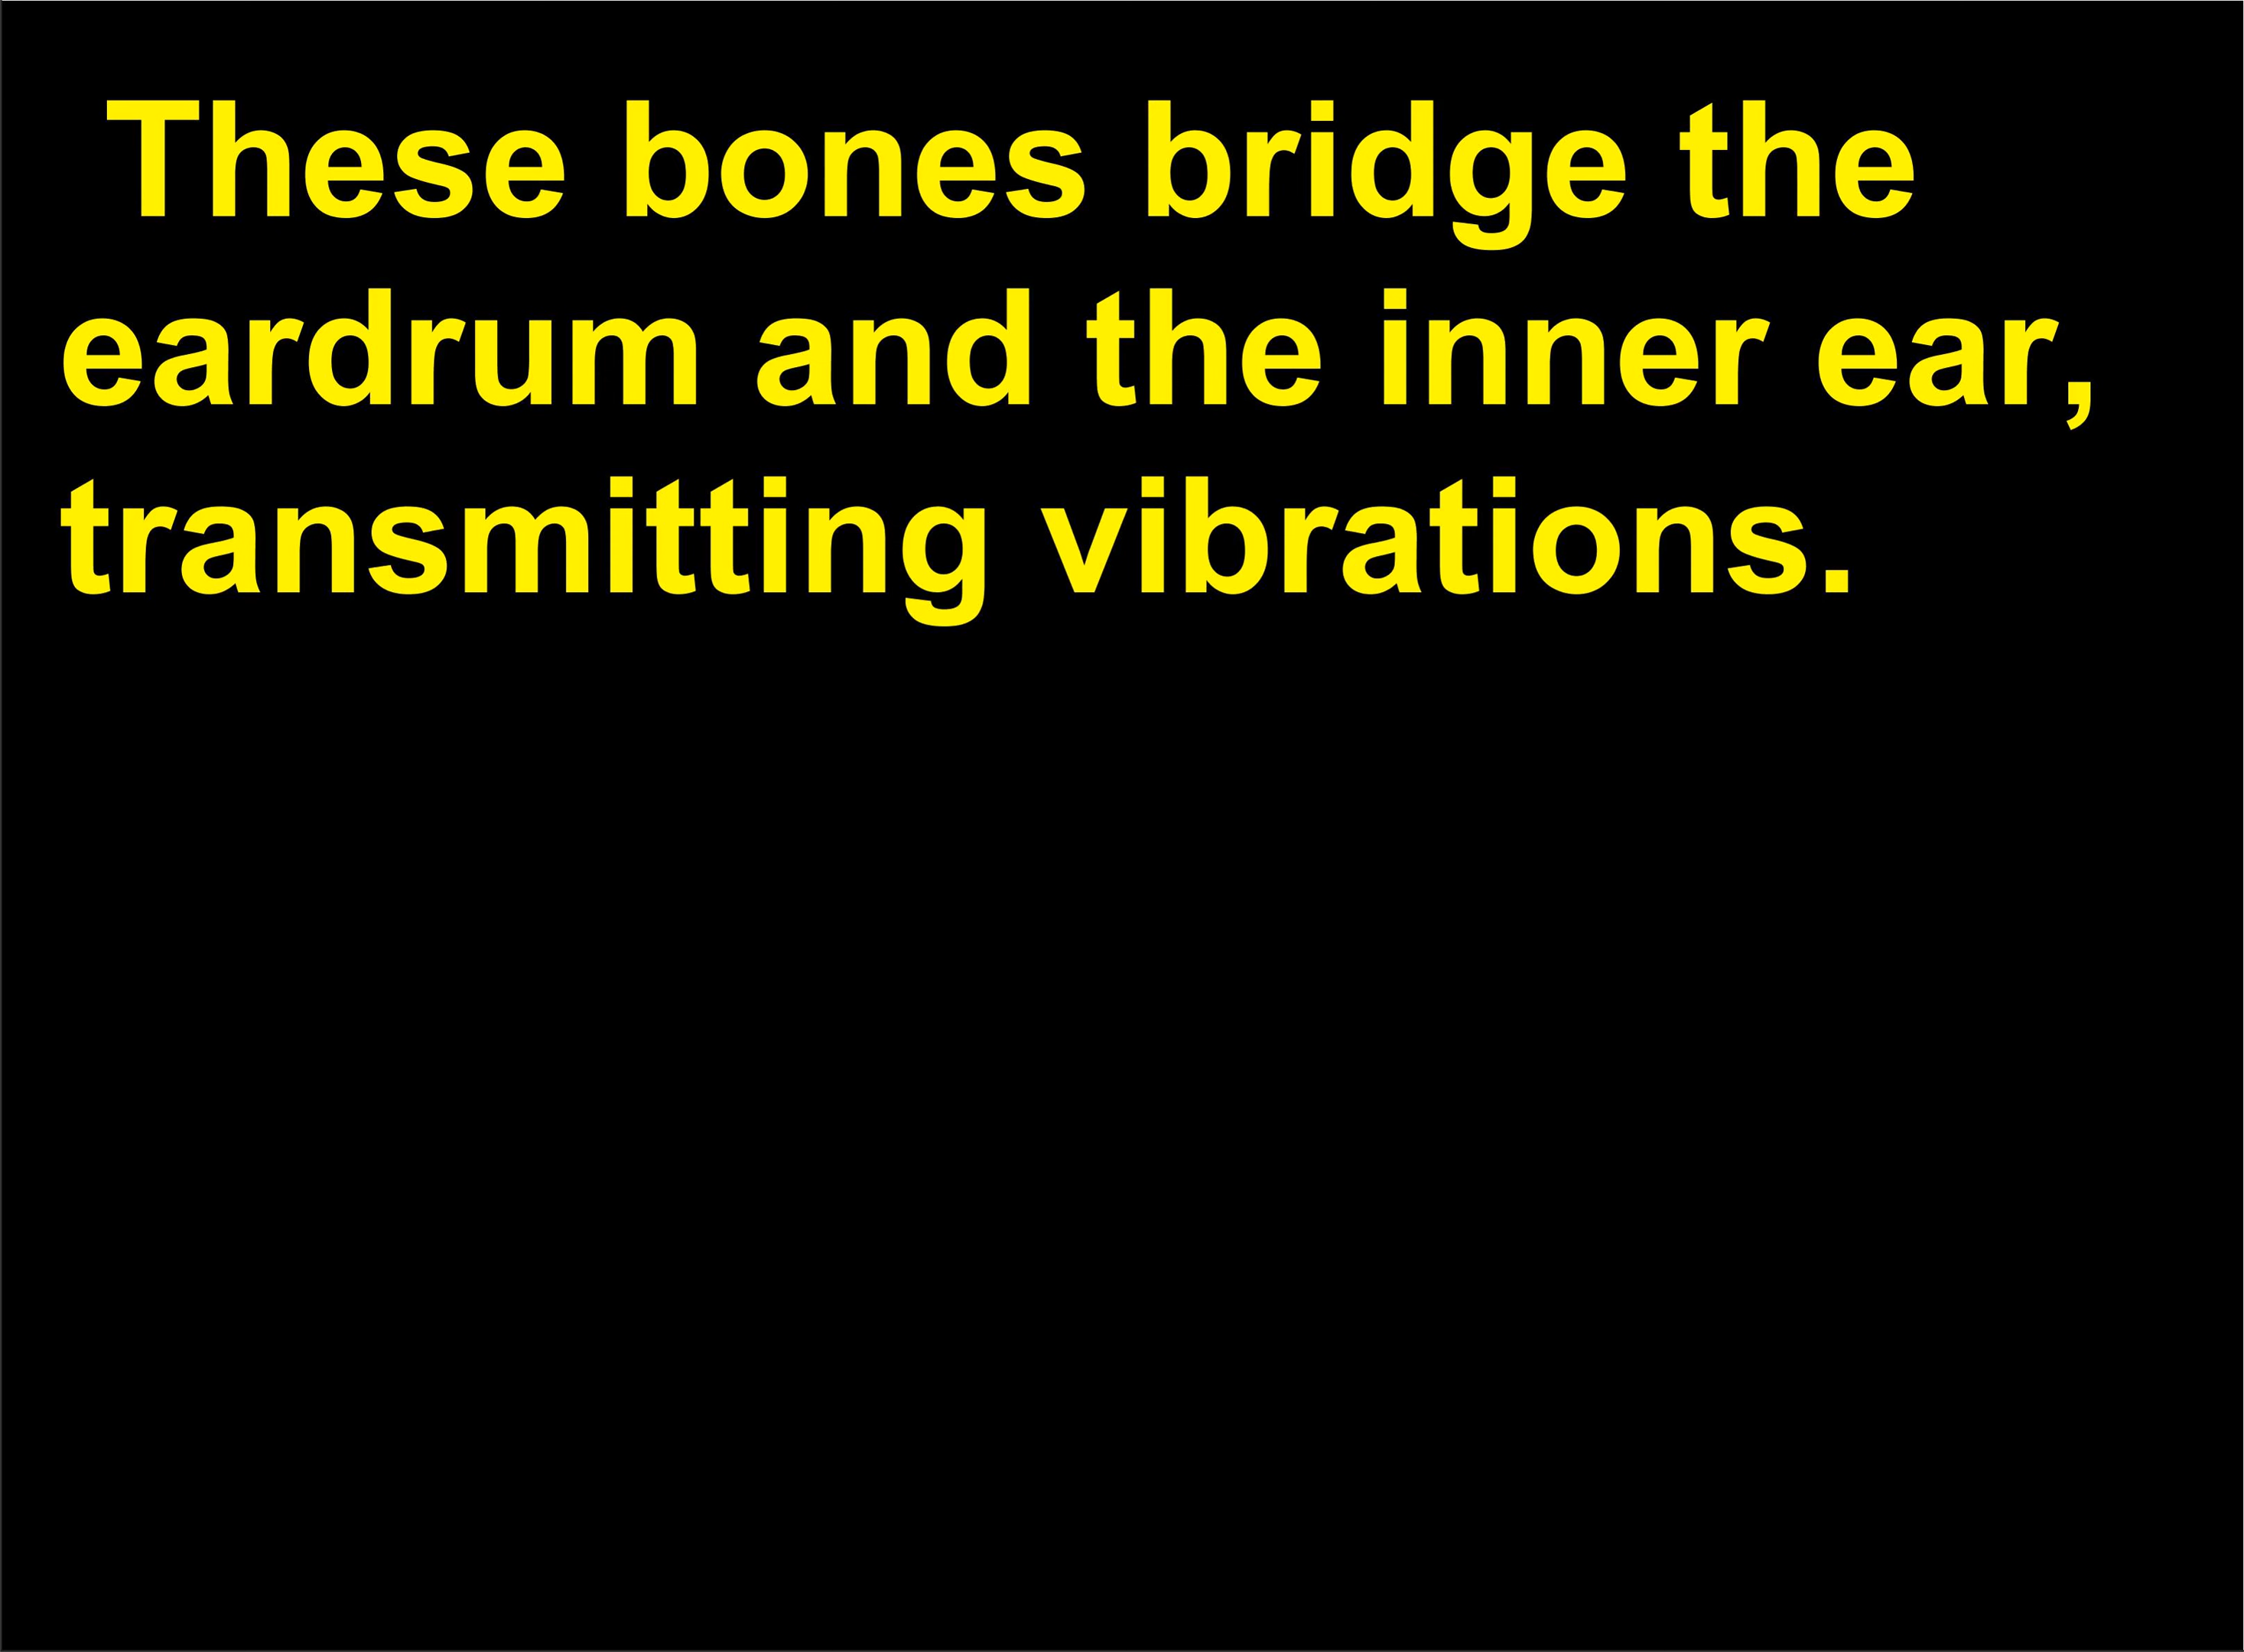 These bones bridge the
eardrum and the inner ear,
transmitting vibrations.